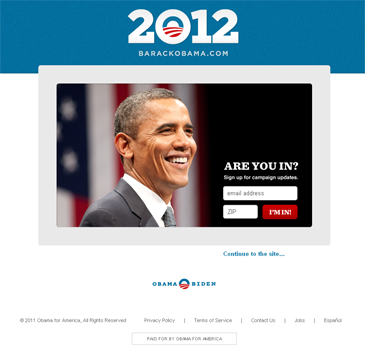 2012
BARACKOBAMA.COM
ARE YOU IN?
Sign up for campaign updates.
email address
ZIP
I'M IN!
Continue to the site...
OBAMA BIDEN
© 2011 Obama for America, All Rights Reserved Privacy Policy | Terms of Service | Contact Us | Jobs | Español
PAID FOR BY OBAMA FOR AMERICA